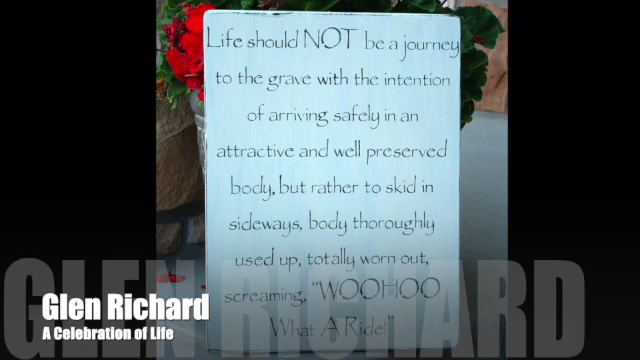 Life should NOT be a journey
to the grave with the intention
of arriving safely in an
attractive and well preserved
body, but rather to skid in
sideways, body thoroughly
used up, totally worn out,
screaming, "WOOHOO
What A Ride!"
GLEN RICHARD
Glen Richard
A Celebration of Life